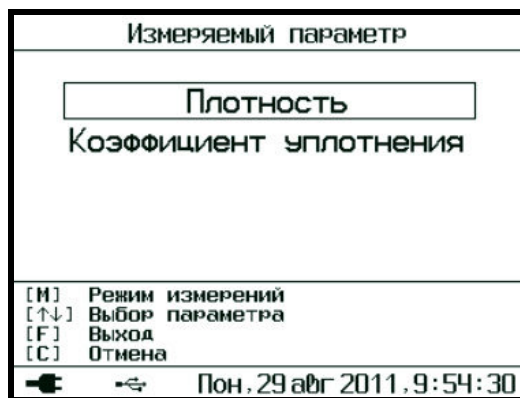 Измеряемый параметр
Плотность
Коэффициент уплотнения
[M] Режим измерений
[↑↓] Выбор параметра
[F] Выход
[C] Отмена
Пон, 29 авг 2011, 9:54:30